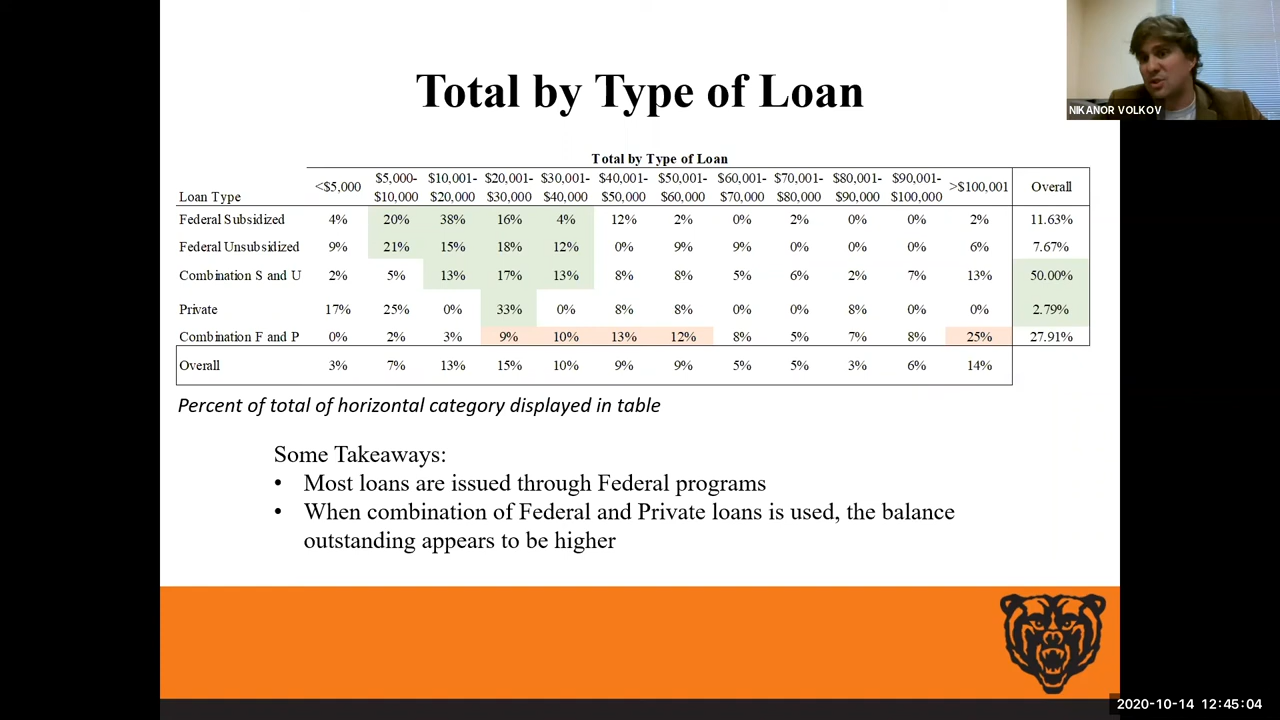 Total by Type of Loan
NIKANOR VOLKOV
Total by Type of Loan
Loan Type <$5,000 $5,000-$10,000 $10,001-$20,000 $20,001-$30,000 $30,001-$40,000 $40,001-$50,000 $50,001-$60,000 $60,001-$70,000 $70,001-$80,000 $80,001-$90,000 $90,001-$100,000 >$100,001 Overall
Federal Subsidized 4% 20% 38% 16% 4% 12% 2% 0% 2% 0% 0% 2% 11.63%
Federal Unsubsidized 9% 21% 15% 18% 12% 0% 9% 9% 0% 0% 0% 6% 7.67%
Combination S and U 2% 5% 13% 17% 13% 8% 8% 5% 6% 2% 7% 13% 50.00%
Private 17% 25% 0% 33% 0% 8% 8% 0% 0% 8% 0% 0% 2.79%
Combination F and P 0% 2% 3% 9% 10% 13% 12% 8% 5% 7% 8% 25% 27.91%
Overall 3% 7% 13% 15% 10% 9% 9% 5% 5% 3% 6% 14%
Percent of total of horizontal category displayed in table
Some Takeaways:
• Most loans are issued through Federal programs
• When combination of Federal and Private loans is used, the balance
outstanding appears to be higher
2020-10-14 12:45:04